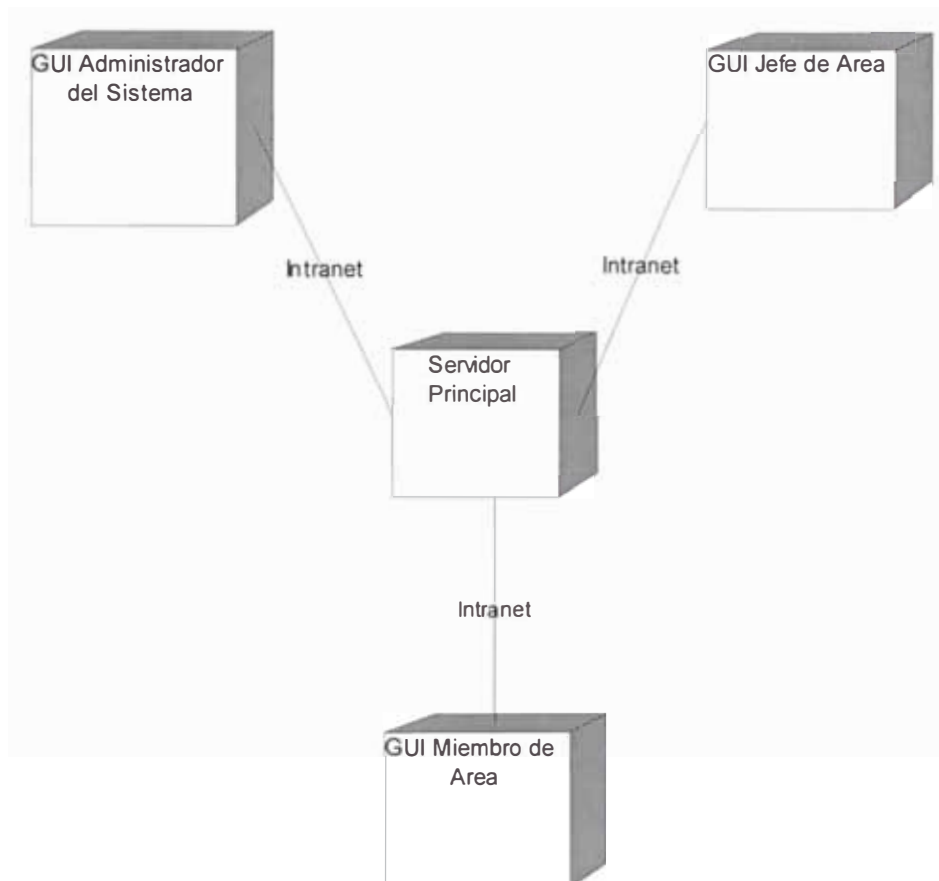 GUI Administrador
del Sistema
GUI Jefe de Area
Intranet
Intranet
Servidor
Principal
Intranet
GUI Miembro de
Area